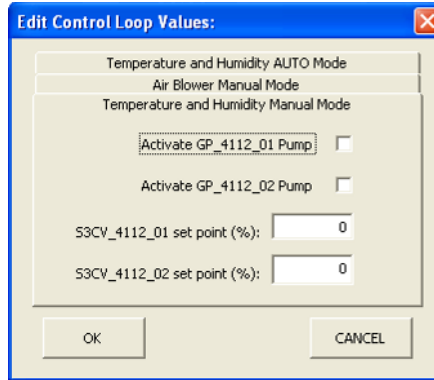 Edit Control Loop Values:
Temperature and Humidity AUTO Mode
Air Blower Manual Mode
Temperature and Humidity Manual Mode
Activate GP_4112_01 Pump
Activate GP_4112_02 Pump
S3CV_4112_01 set point (%): 0
S3CV_4112_02 set point (%): 0
OK CANCEL